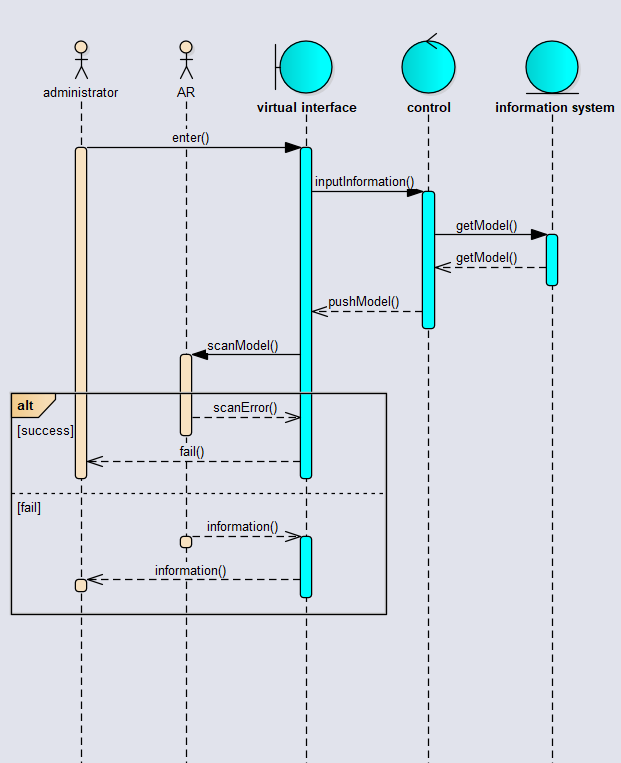 administrator
AR
virtual interface
control
information system
enter()
inputInformation()
getModel()
getModel()
pushModel()
scanModel()
alt
scanError()
[success]
fail()
[fail]
information()
information()